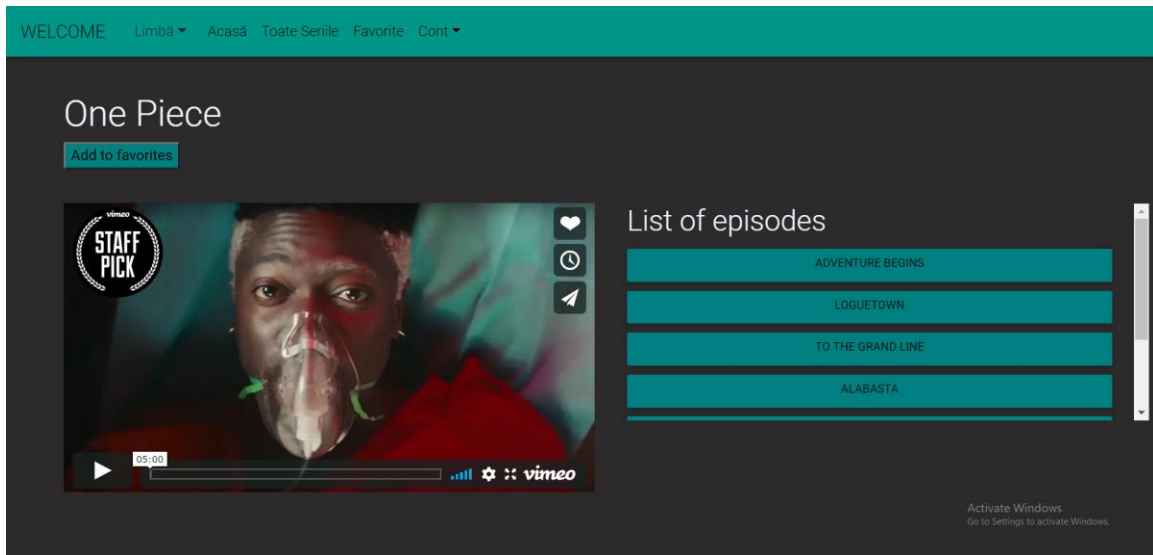 WELCOME Limbă Acasă Toate Seriile Favorite Cont
One Piece
Add to favorites
vimeo
STAFF
PICK
05:00
vimeo
List of episodes
ADVENTURE BEGINS
LOGUETOWN
TO THE GRAND LINE
ALABASTA
Activate Windows
Go to Settings to activate Windows.